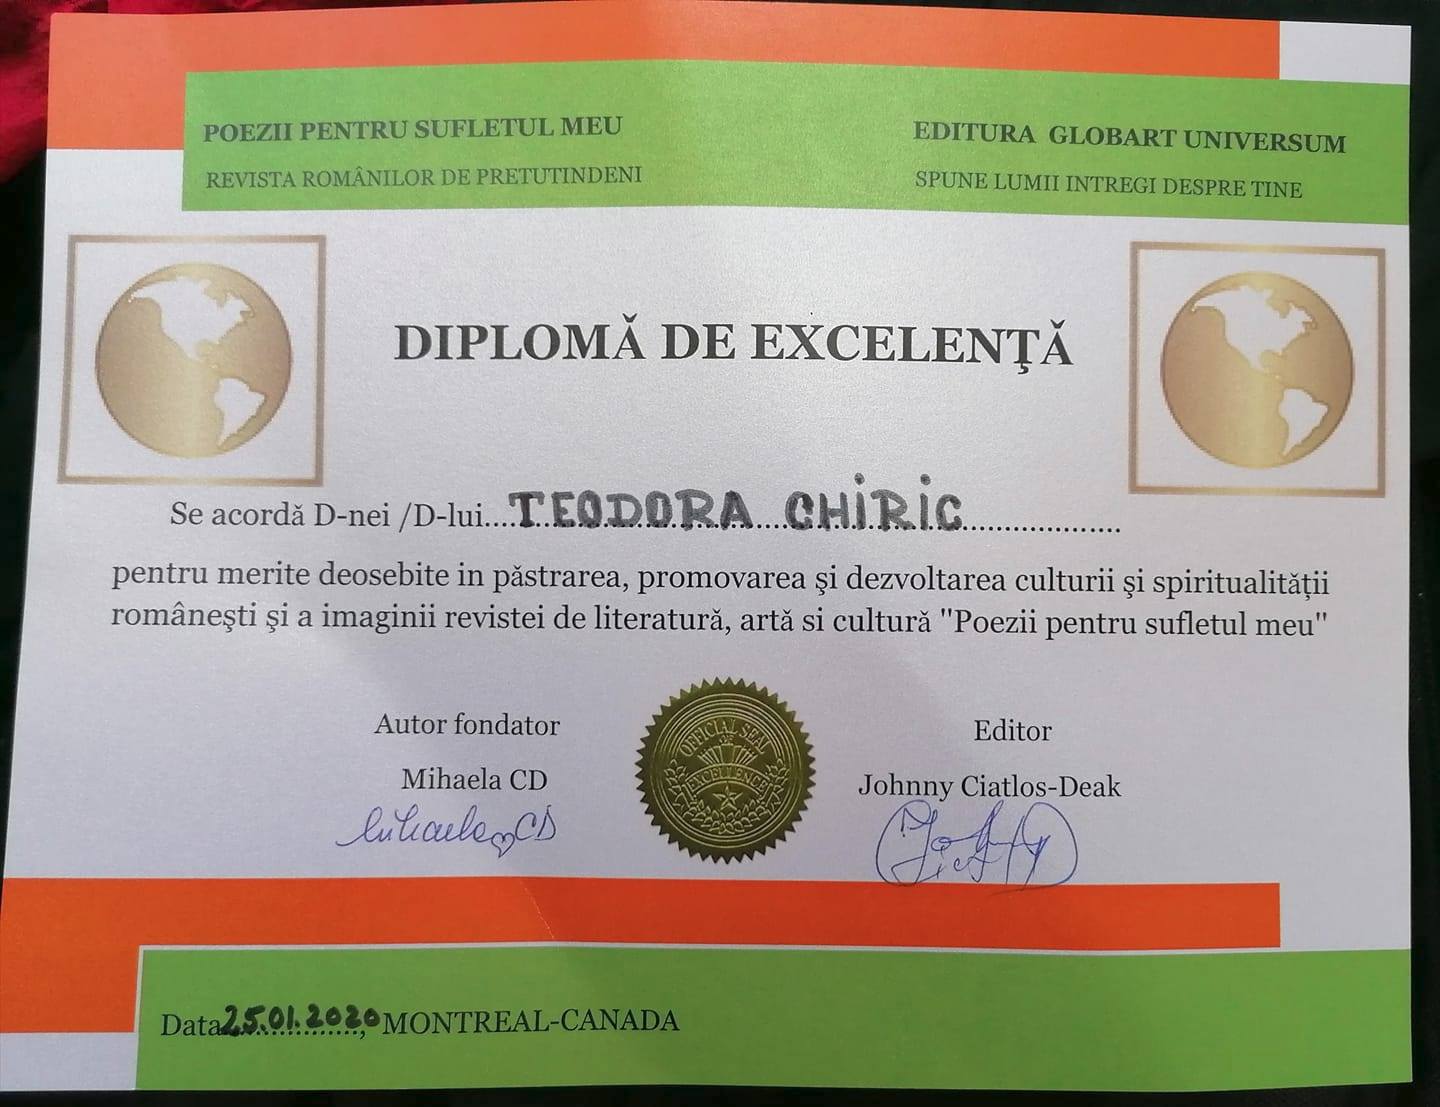 POEZII PENTRU SUFLETUL MEU
REVISTA ROMÂNILOR DE PRETUTINDENI
EDITURA GLOBART UNIVERSUM
SPUNE LUMII INTREGI DESPRE TINE
DIPLOMĂ DE EXCELENŢĂ
Se acordă D-nei /D-lui....TEODORA CHIRIC....................
pentru merite deosebite in păstrarea, promovarea şi dezvoltarea culturii şi spiritualităţii
româneşti şi a imaginii revistei de literatură, artă si cultură "Poezii pentru sufletul meu"
Autor fondator
Mihaela CD
Mihaela CD
OFFICIAL SEAL
OF
EXCELLENCE
Editor
Johnny Ciatlos-Deak
Data 25.01.2020, MONTREAL-CANADA